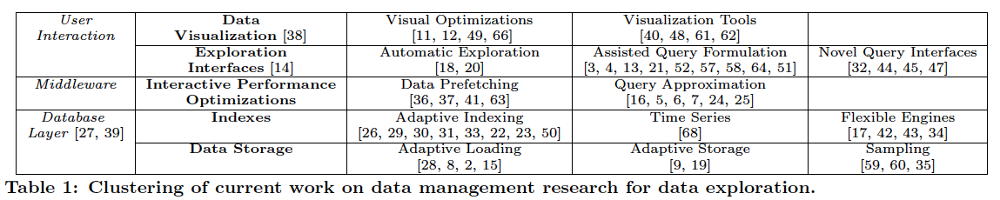 User Interaction
Data Visualization [38]
Visual Optimizations
[11, 12, 49, 66]
Visualization Tools
[40, 48, 61, 62]
Exploration Interfaces [14]
Automatic Exploration
[18, 20]
Assisted Query Formulation
[3, 4, 13, 21, 52, 57, 58, 64, 51]
Novel Query Interfaces
[32, 44, 45, 47]
Middleware
Interactive Performance Optimizations
Data Prefetching
[36, 37, 41, 63]
Query Approximation
[16, 5, 6, 7, 24, 25]
Database Layer [27, 39]
Indexes
Adaptive Indexing
[26, 29, 30, 31, 33, 22, 23, 50]
Time Series
[68]
Flexible Engines
[17, 42, 43, 34]
Data Storage
Adaptive Loading
[28, 8, 2, 15]
Adaptive Storage
[9, 19]
Sampling
[59, 60, 35]
Table 1: Clustering of current work on data management research for data exploration.